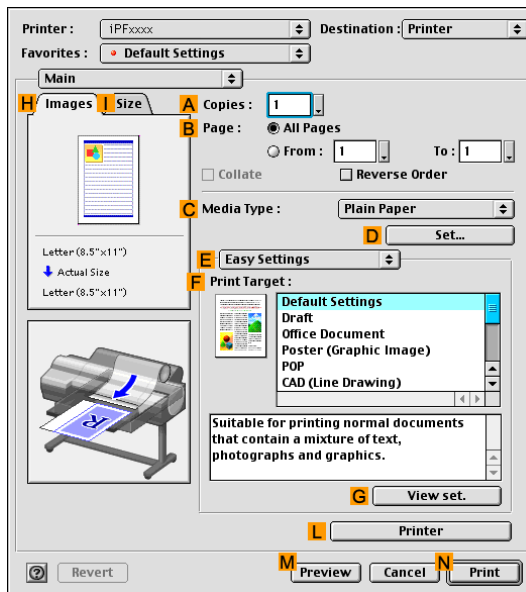 Printer : iPFxxxx Destination : Printer
Favorites : Default Settings
Main
H Images I Size
A Copies : 1
B Page : All Pages
From : 1 To : 1
Collate Reverse Order
C Media Type : Plain Paper
D Set...
Letter (8.5"x11")
Actual Size
Letter (8.5"x11")
E Easy Settings
F Print Target :
Default Settings
Draft
Office Document
Poster (Graphic Image)
POP
CAD (Line Drawing)
R
Suitable for printing normal documents
that contain a mixture of text,
photographs and graphics.
G View set.
L Printer
? Revert M Preview Cancel N Print